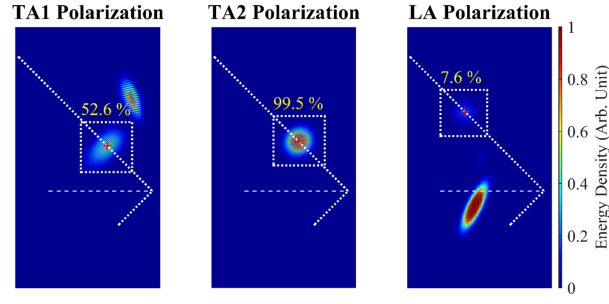 TA1 Polarization
TA2 Polarization
LA Polarization
52.6 %
99.5 %
7.6 %
1
0.8
0.6
0.4
0.2
0
Energy Density (Arb. Unit)